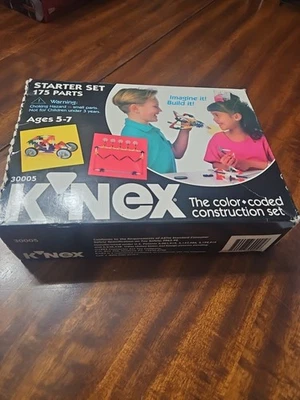 STARTER SET
175 PARTS
Warning:
Choking Hazard — small parts.
Not for Children under 3 years.
Ages 5-7
Imagine it!
Build it!
30005
K'NEX
The color•coded
construction set.
30005
K'NEX